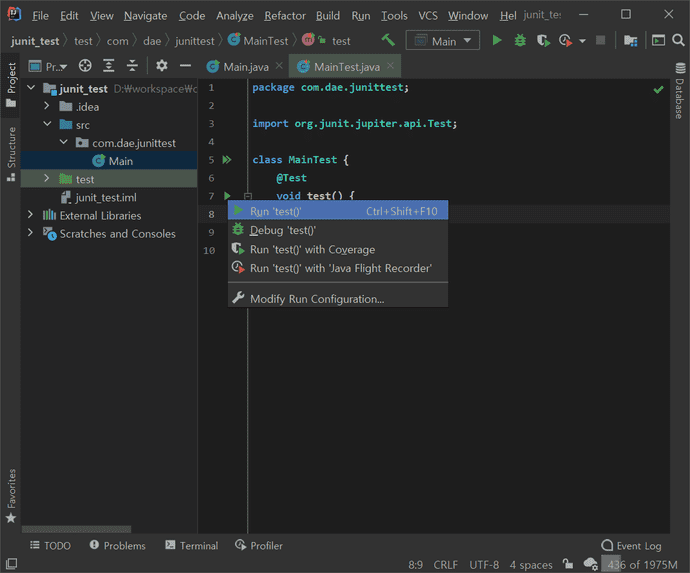 File Edit View Navigate Code Analyze Refactor Build Run Tools VCS Window Hel junit_test
junit_test test com dae junittest MainTest test Main
Pr...
Main.java MainTest.java
Project
Structure
Favorites
Database
junit_test D:\workspace\c
.idea
src
com.dae.junittest
Main
test
junit_test.iml
External Libraries
Scratches and Consoles
1 package com.dae.junittest;
2
3 import org.junit.jupiter.api.Test;
4
5 class MainTest {
6 @Test
7 void test() {
8
9
10
Run 'test()' Ctrl+Shift+F10
Debug 'test()'
Run 'test()' with Coverage
Run 'test()' with 'Java Flight Recorder'
Modify Run Configuration...
TODO Problems Terminal Profiler Event Log
8:9 CRLF UTF-8 4 spaces 436 of 1975M